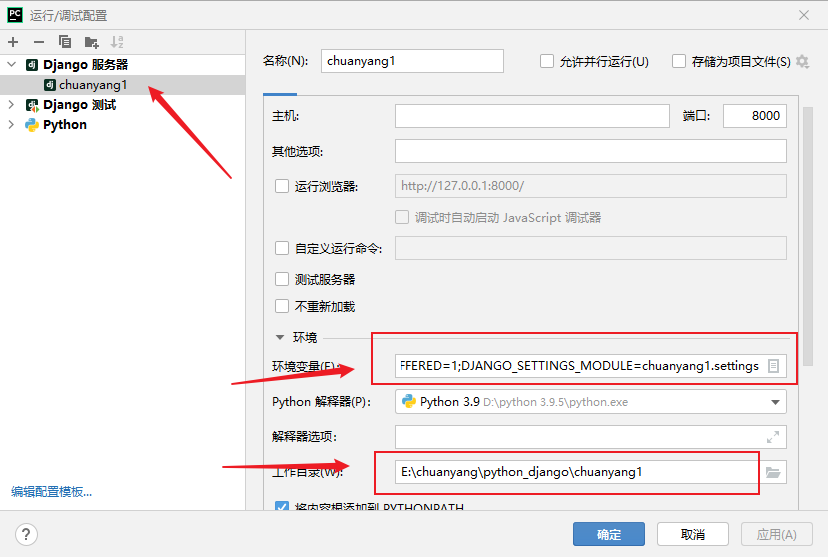 PC 运行/调试配置
Django 服务器
chuanyang1
Django 测试
Python
编辑配置模板...
名称(N): chuanyang1 允许并行运行(U) 存储为项目文件(S)
主机: 端口: 8000
其他选项:
运行浏览器: http://127.0.0.1:8000/
调试时自动启动 JavaScript 调试器
自定义运行命令:
测试服务器
不重新加载
环境
环境变量(E): FFERED=1;DJANGO_SETTINGS_MODULE=chuanyang1.settings
Python 解释器(P): Python 3.9 D:\python 3.9.5\python.exe
解释器选项:
工作目录(W): E:\chuanyang\python_django\chuanyang1
将内容根添加到 PYTHONPATH
? 确定 取消 应用(A)